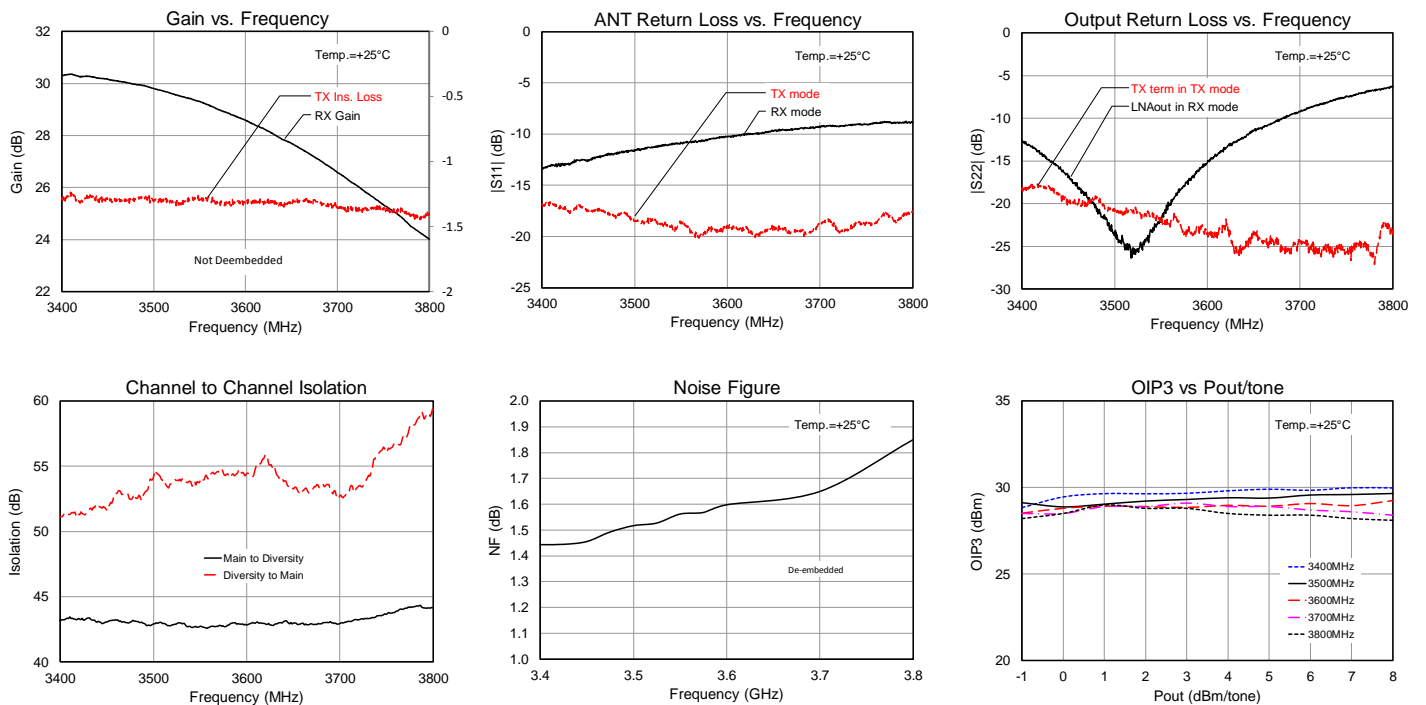 Gain vs. Frequency
32
30
28
26
24
22
Gain (dB)
0
-0.5
-1
-1.5
-2
Temp.=+25°C
TX Ins. Loss
RX Gain
Not Deembedded
3400
3500
3600
3700
3800
Frequency (MHz)
ANT Return Loss vs. Frequency
0
-5
-10
-15
-20
-25
|S11| (dB)
Temp.=+25°C
TX mode
RX mode
3400
3500
3600
3700
3800
Frequency (MHz)
Output Return Loss vs. Frequency
0
-5
-10
-15
-20
-25
-30
|S22| (dB)
Temp.=+25°C
TX term in TX mode
LNAout in RX mode
3400
3500
3600
3700
3800
Frequency (MHz)
Channel to Channel Isolation
60
55
50
45
40
Isolation (dB)
Main to Diversity
Diversity to Main
3400
3500
3600
3700
3800
Frequency (MHz)
Noise Figure
2.0
1.9
1.8
1.7
1.6
1.5
1.4
1.3
1.2
1.1
1.0
NF (dB)
Temp.=+25°C
De-embedded
3.4
3.5
3.6
3.7
3.8
Frequency (GHz)
OIP3 vs Pout/tone
35
30
25
20
OIP3 (dBm)
Temp.=+25°C
3400MHz
3500MHz
3600MHz
3700MHz
3800MHz
-1
0
1
2
3
4
5
6
7
8
Pout (dBm/tone)